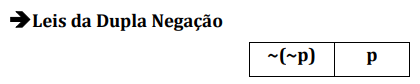 ➔Leis da Dupla Negação
~(~p) p